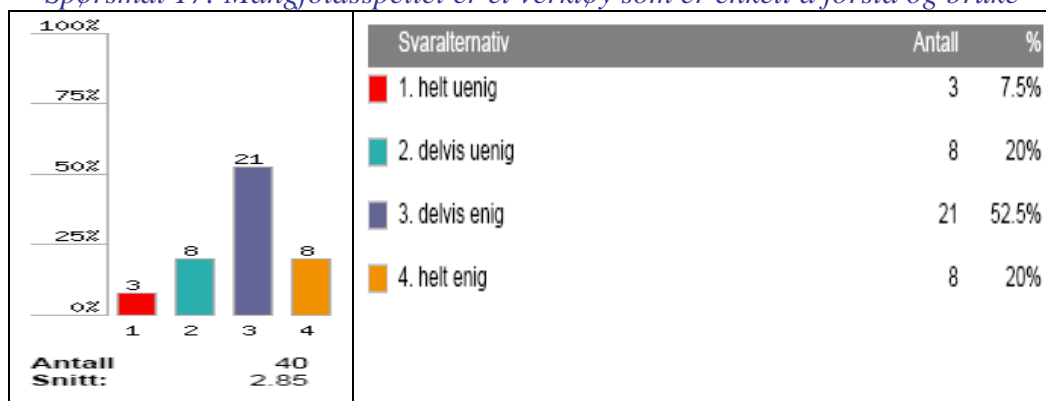 Spørsmål 17: Mangfoldsspeilet er et verktøy som er enkelt å forstå og bruke
100%
75%
50%
25%
0%
3
8
21
8
1 2 3 4
Antall 40
Snitt: 2.85
Svaralternativ Antall %
1. helt uenig 3 7.5%
2. delvis uenig 8 20%
3. delvis enig 21 52.5%
4. helt enig 8 20%